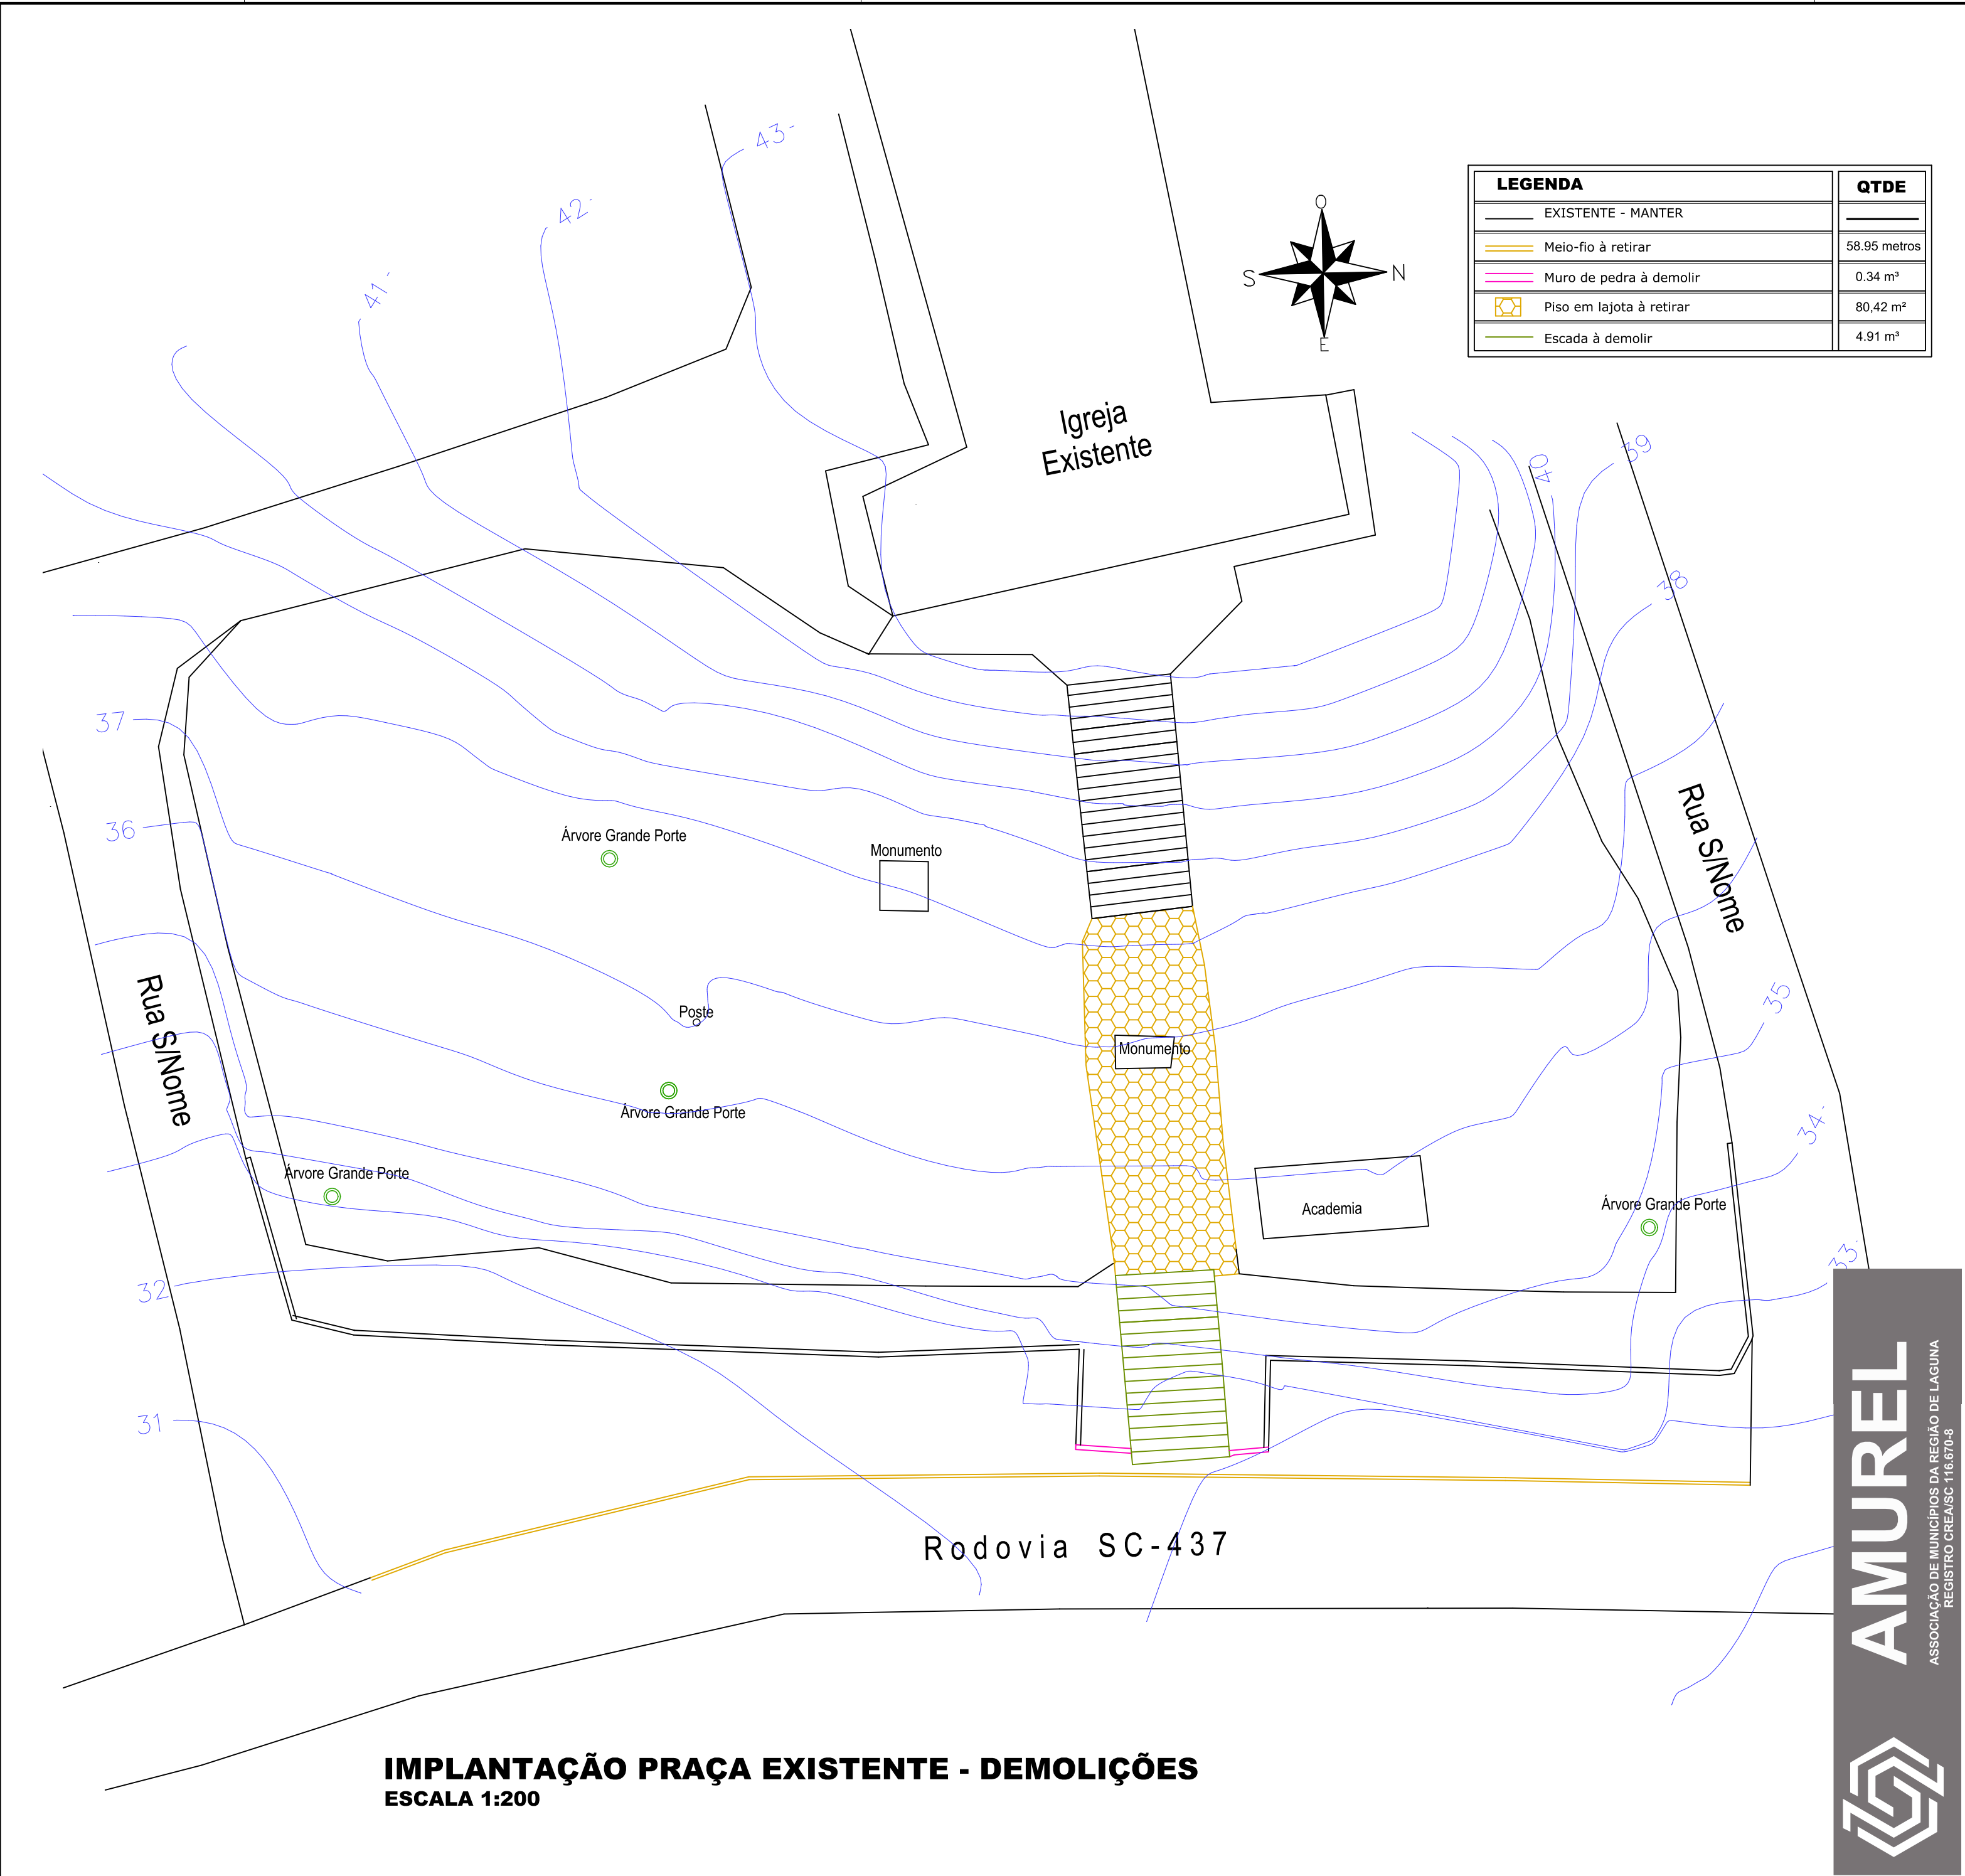 43-
42-
41-
O
S
N
E
LEGENDA QTDE
EXISTENTE - MANTER
Meio-fio à retirar 58.95 metros
Muro de pedra à demolir 0.34 m³
Piso em lajota à retirar 80,42 m²
Escada à demolir 4.91 m³
Igreja
Existente
40
39
38
37
36
Árvore Grande Porte
Monumento
Rua S/Nome
Rua S/Nome
Poste
Monumento
35
Árvore Grande Porte
34-
Árvore Grande Porte
Academia
Árvore Grande Porte
33-
32
31
Rodovia SC-437
AMUREL
ASSOCIAÇÃO DE MUNICÍPIOS DA REGIÃO DE LAGUNA
REGISTRO CREA/SC 116.670-8
IMPLANTAÇÃO PRAÇA EXISTENTE - DEMOLIÇÕES
ESCALA 1:200